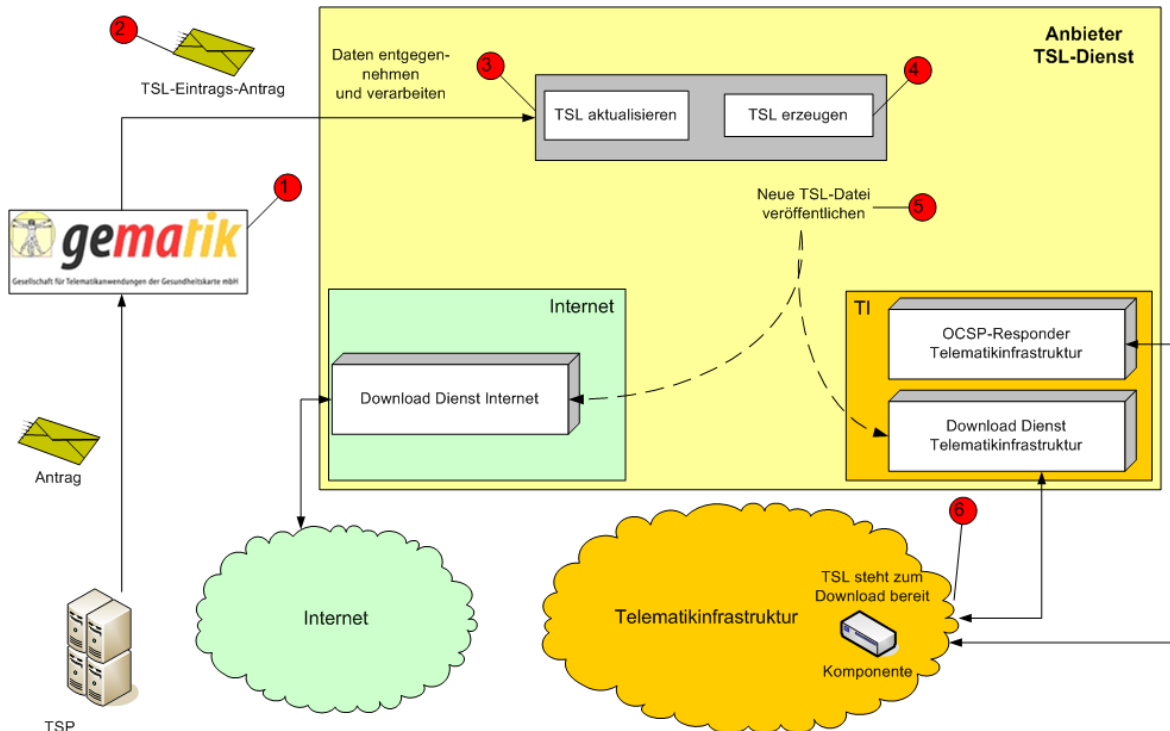 2
TSL-Eintrags-Antrag
Daten entgegen-
nehmen
und verarbeiten
3
4
Anbieter
TSL-Dienst
TSL aktualisieren
TSL erzeugen
1
gematik
Gesellschaft für Telematikanwendungen der Gesundheitskarte mbH
Neue TSL-Datei
veröffentlichen
5
Internet
Download Dienst Internet
TI
OCSP-Responder
Telematikinfrastruktur
Download Dienst
Telematikinfrastruktur
Antrag
6
TSL steht zum
Download bereit
Internet
Telematikinfrastruktur
Komponente
TSP